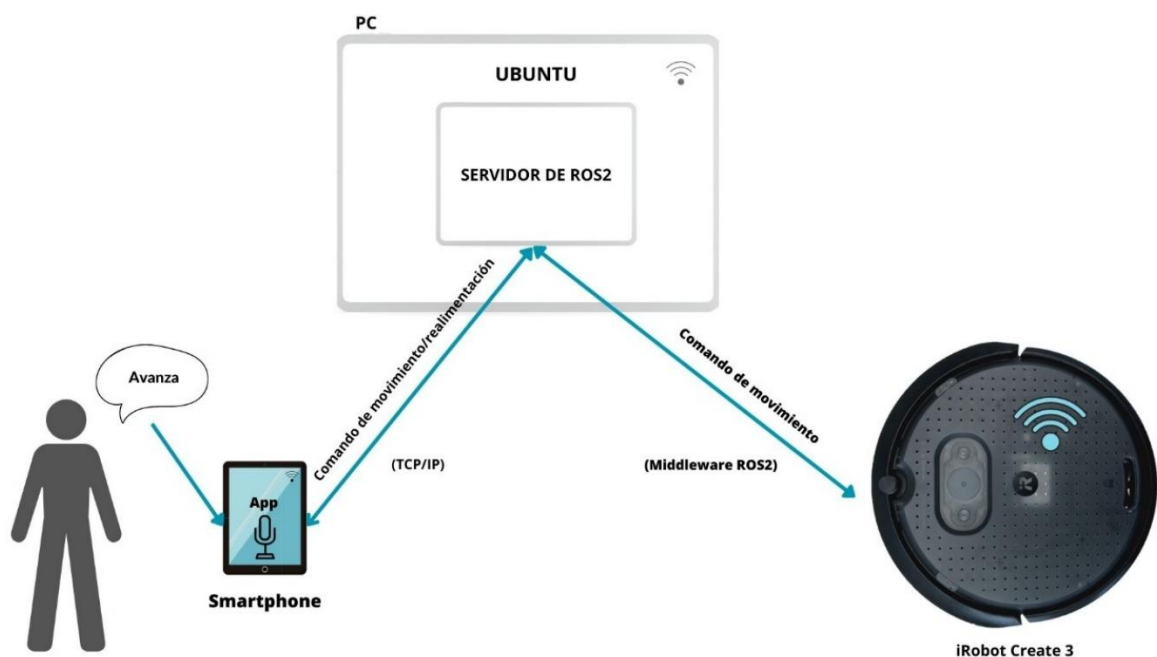 PC
UBUNTU
SERVIDOR DE ROS2
Comando de movimiento/realimentación
(TCP/IP)
Comando de movimiento
(Middleware ROS2)
Avanza
App
Smartphone
iR
iRobot Create 3